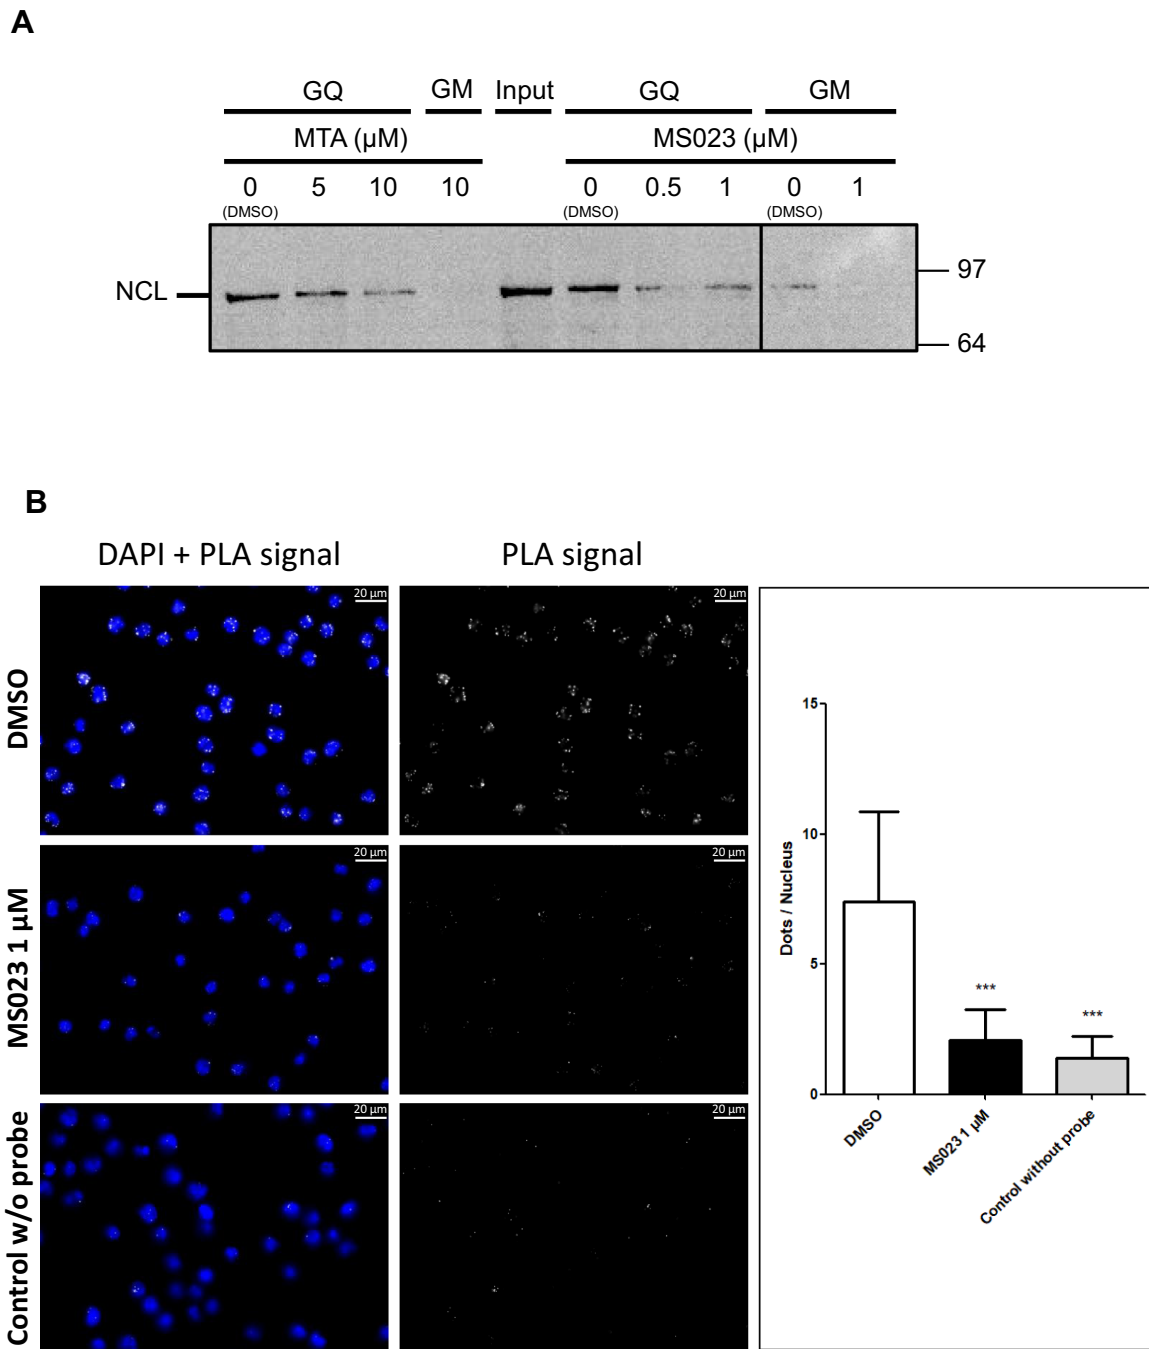 A
GQ GM Input GQ GM
MTA (µM) MS023 (µM)
0 5 10 10 0 0.5 1 0 1
(DMSO) (DMSO) (DMSO)
NCL
97
64
B
DAPI + PLA signal PLA signal
DMSO
20 µm 20 µm
MS023 1 µM
20 µm 20 µm
Control w/o probe
20 µm 20 µm
Dots / Nucleus
15
10
5
0
***
***
DMSO
MS023 1 µM
Control without probe